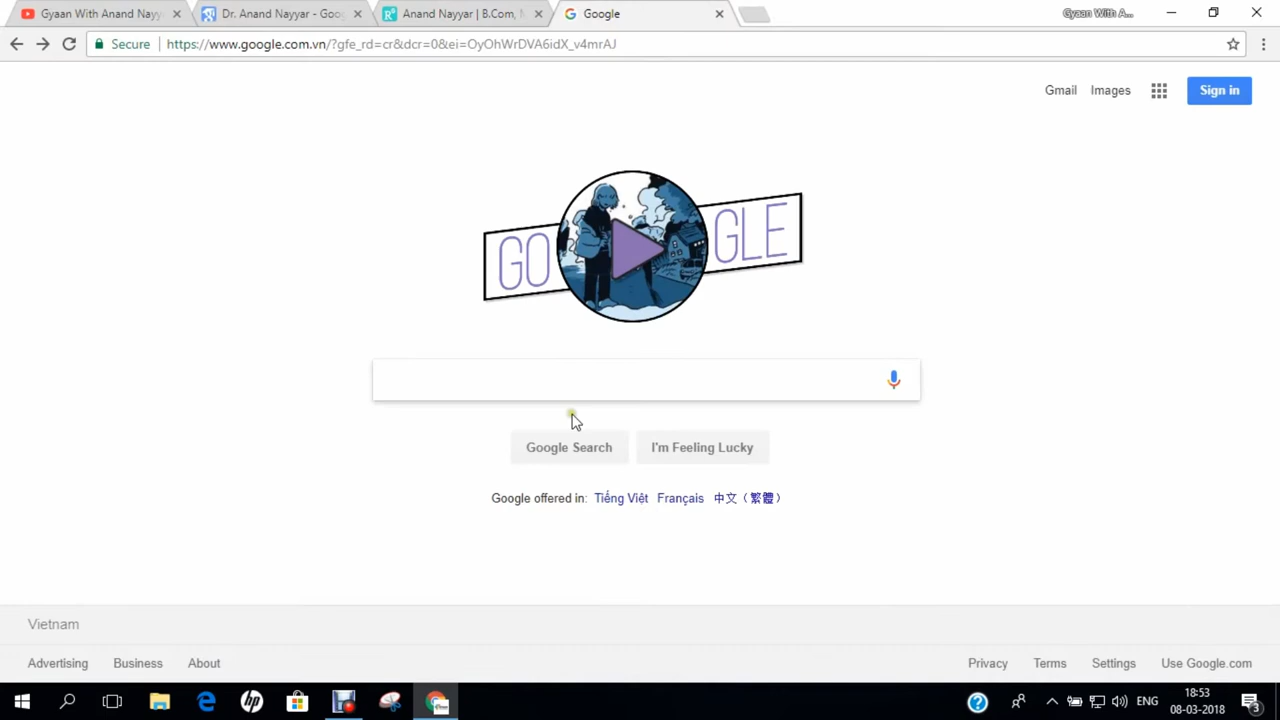 Gyaan With Anand Nayy
Dr. Anand Nayyar - Goo
Anand Nayyar | B.Com, M
Google
Gyaan With A...
Secure
https://www.google.com.vn/?gfe_rd=cr&dcr=0&ei=OyOhWrDVA6idX_v4mrAJ
Gmail Images
Sign in
GO GLE
Google Search
I'm Feeling Lucky
Google offered in: Tiếng Việt Français 中文（繁體）
Vietnam
Advertising Business About
Privacy Terms Settings Use Google.com
hp
ENG
18:53
08-03-2018
3